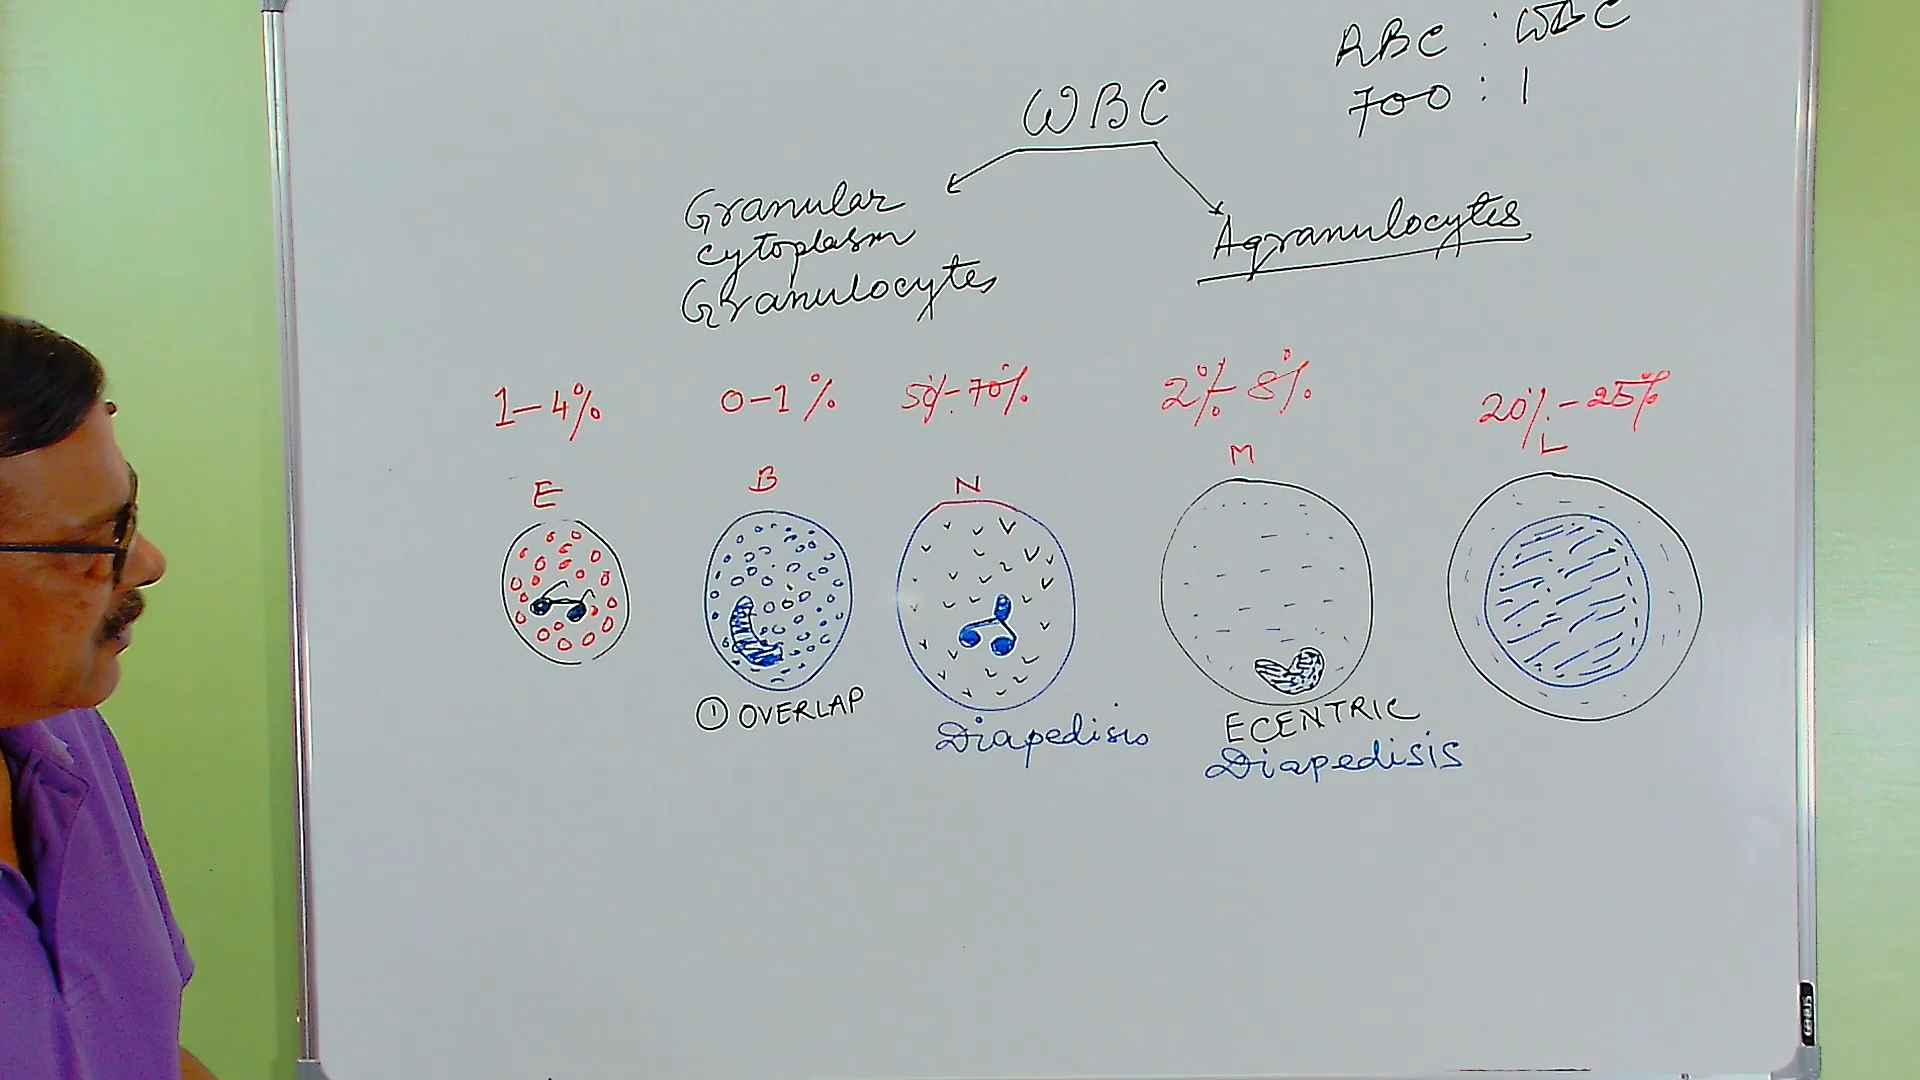 RBC : WBC
700 : 1
WBC
Granular
cytoplasm
Granulocytes
Agranulocytes
1-4%
0-1%
50%-70%
2%-8%
20%-25%
E
B
N
M
L
① OVERLAP
Diapedisis
ECENTRIC
Diapedisis